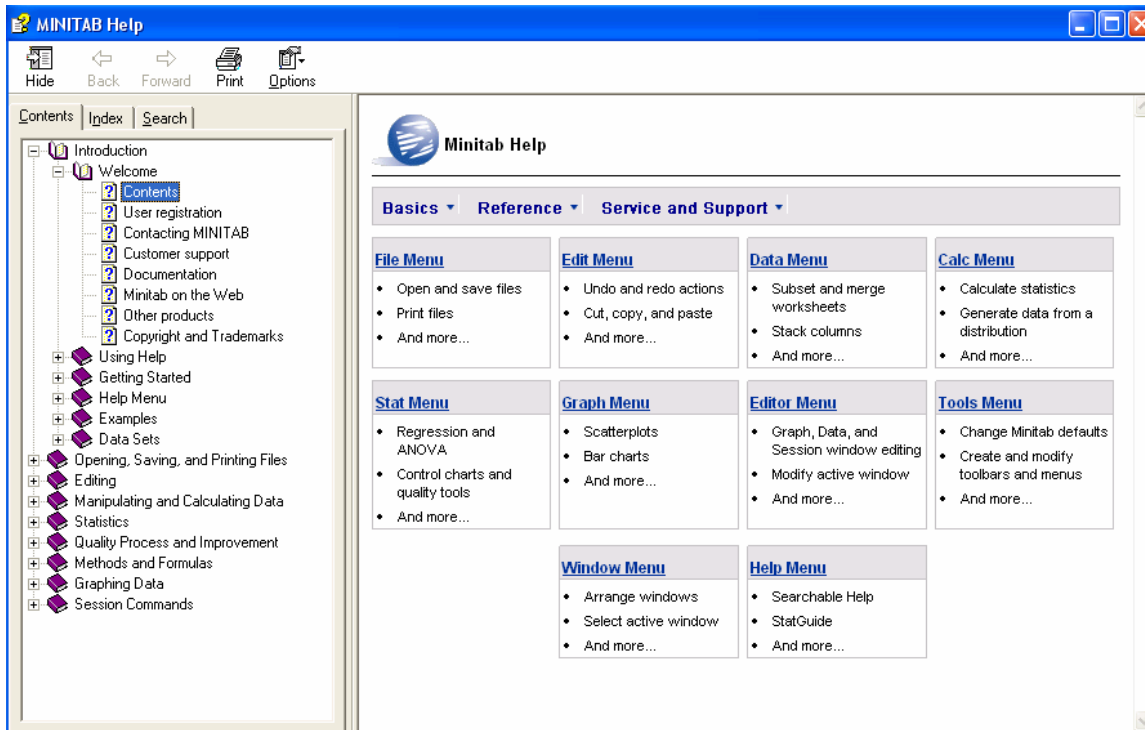 MINITAB Help
Hide Back Forward Print Options
Contents Index Search
Introduction
Welcome
Contents
User registration
Contacting MINITAB
Customer support
Documentation
Minitab on the Web
Other products
Copyright and Trademarks
Using Help
Getting Started
Help Menu
Examples
Data Sets
Opening, Saving, and Printing Files
Editing
Manipulating and Calculating Data
Statistics
Quality Process and Improvement
Methods and Formulas
Graphing Data
Session Commands
Minitab Help
Basics Reference Service and Support
File Menu
• Open and save files
• Print files
• And more...
Edit Menu
• Undo and redo actions
• Cut, copy, and paste
• And more...
Data Menu
• Subset and merge
worksheets
• Stack columns
• And more...
Calc Menu
• Calculate statistics
• Generate data from a
distribution
• And more...
Stat Menu
• Regression and
ANOVA
• Control charts and
quality tools
• And more...
Graph Menu
• Scatterplots
• Bar charts
• And more...
Editor Menu
• Graph, Data, and
Session window editing
• Modify active window
• And more...
Tools Menu
• Change Minitab defaults
• Create and modify
toolbars and menus
• And more...
Window Menu
• Arrange windows
• Select active window
• And more...
Help Menu
• Searchable Help
• StatGuide
• And more...